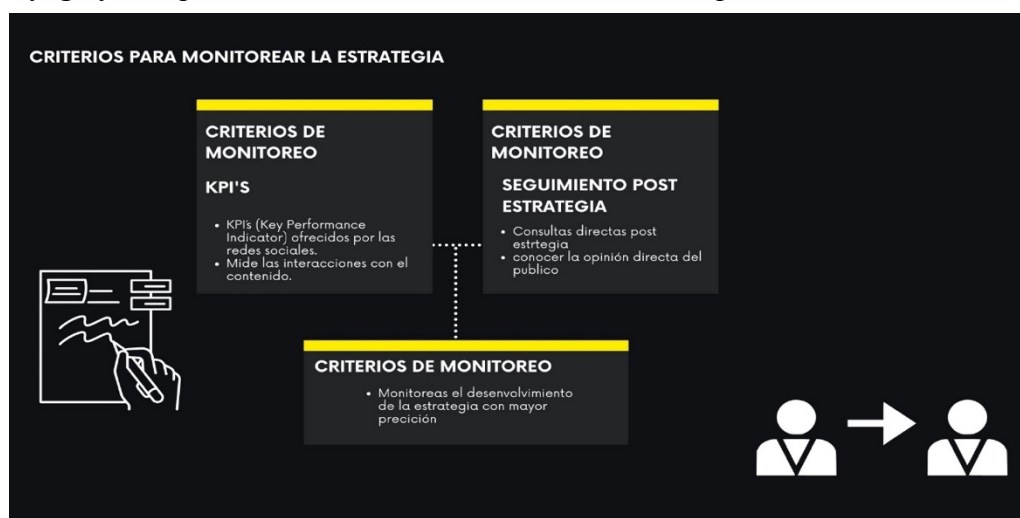 CRITERIOS PARA MONITOREAR LA ESTRATEGIA
CRITERIOS DE
MONITOREO
KPI'S
• KPI's (Key Performance
Indicator) ofrecidos por las
redes sociales.
• Mide las interacciones con el
contenido.
CRITERIOS DE
MONITOREO
SEGUIMIENTO POST
ESTRATEGIA
• Consultas directas post
estrtegia
• conocer la opinión directa del
publico
CRITERIOS DE MONITOREO
• Monitoreas el desenvolvimiento
de la estrategia con mayor
precición